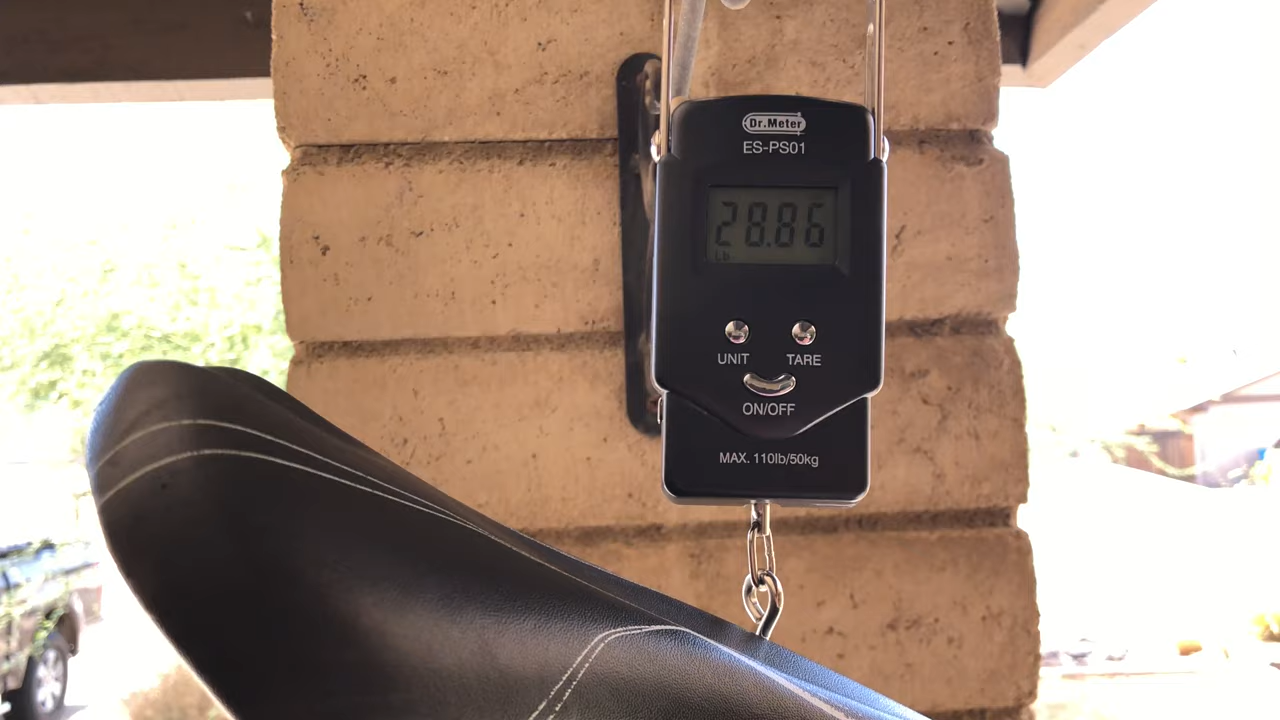 Dr.Meter
ES-PS01
28.86
Lb
UNIT TARE
ON/OFF
MAX. 110lb/50kg